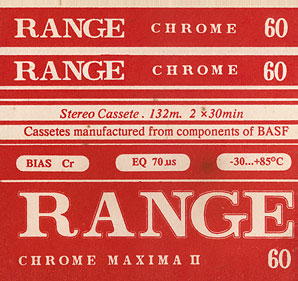 RANGE CHROME 60
RANGE CHROME 60
Stereo Cassete . 132m. 2 ×30min
Cassetes manufactured from components of BASF
BIAS Cr EQ 70 µs -30...+85°C
RANGE
CHROME MAXIMA II 60